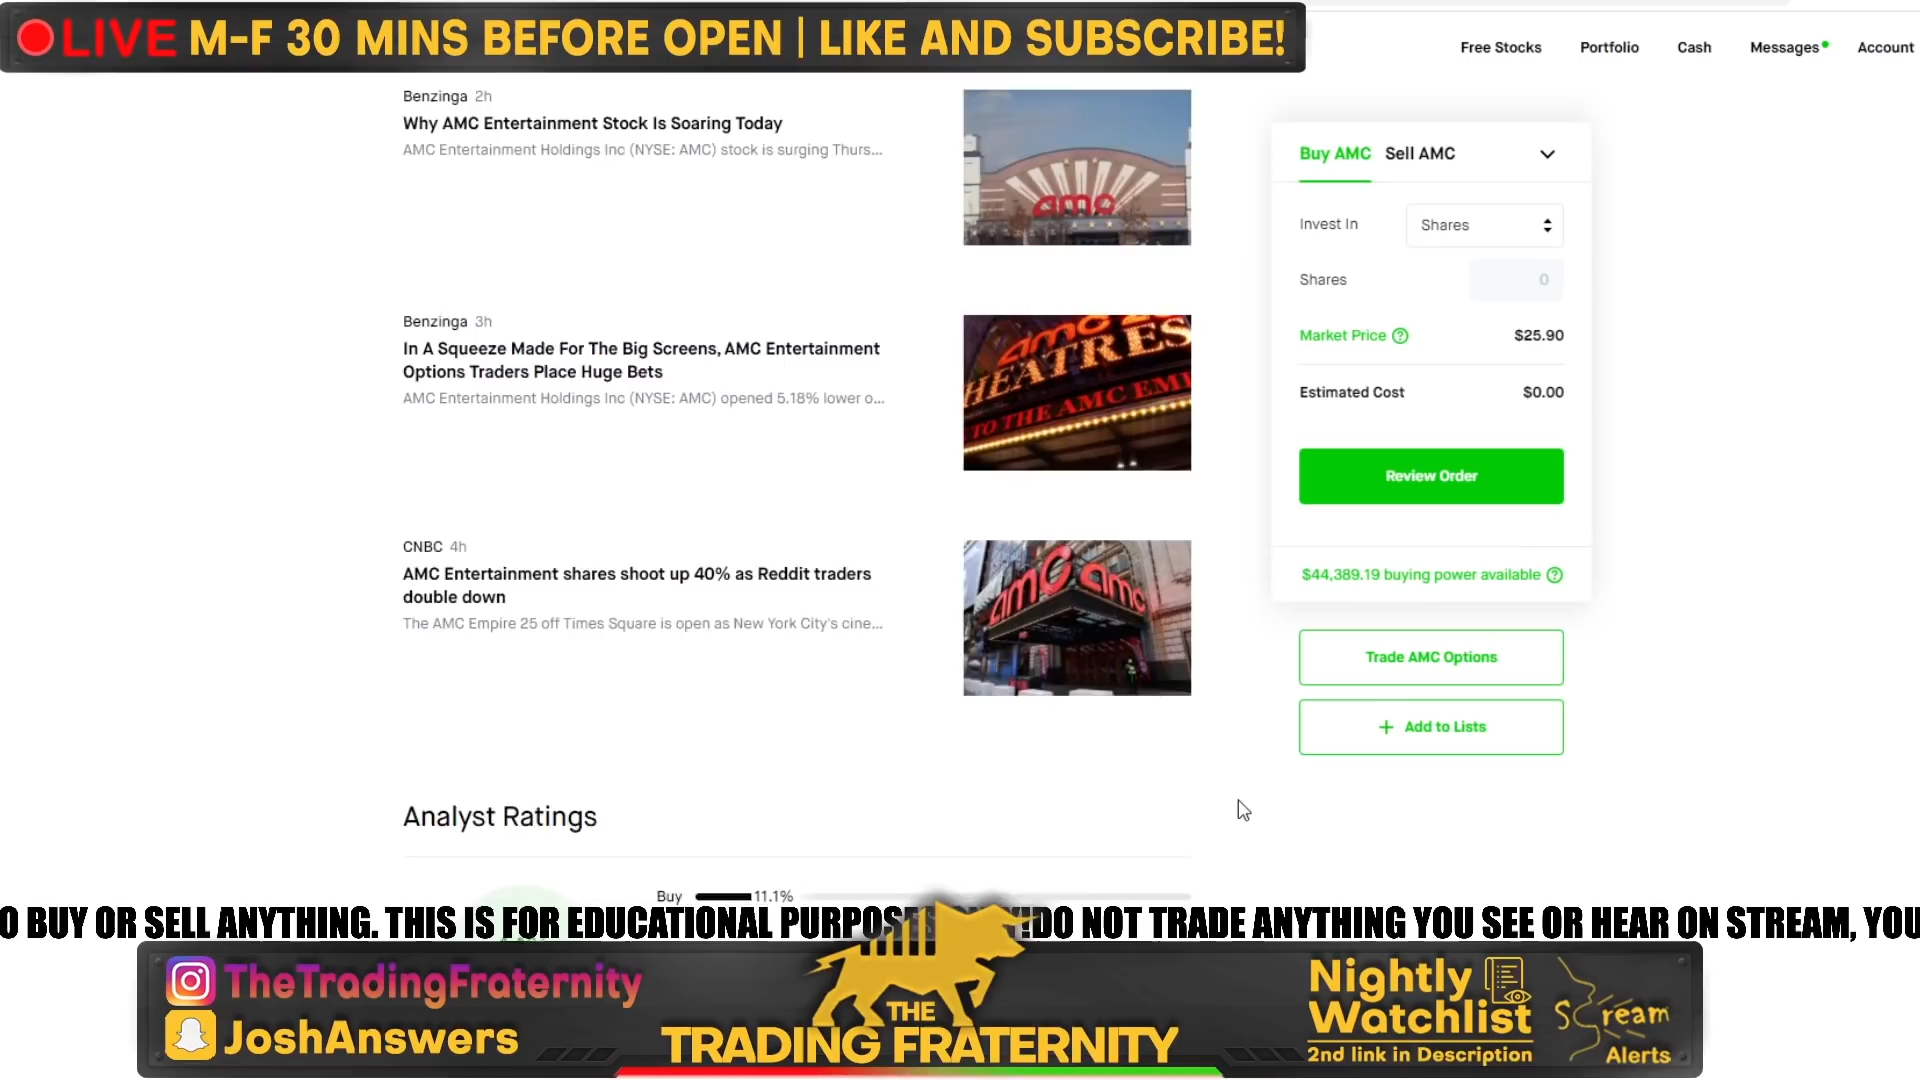 LIVE M-F 30 MINS BEFORE OPEN | LIKE AND SUBSCRIBE!
Free Stocks Portfolio Cash Messages Account
Benzinga 2h
Why AMC Entertainment Stock Is Soaring Today
AMC Entertainment Holdings Inc (NYSE: AMC) stock is surging Thurs...
amc
Benzinga 3h
In A Squeeze Made For The Big Screens, AMC Entertainment
Options Traders Place Huge Bets
AMC Entertainment Holdings Inc (NYSE: AMC) opened 5.18% lower o...
amc
HEATRES
TO THE AMC EMP
CNBC 4h
AMC Entertainment shares shoot up 40% as Reddit traders
double down
The AMC Empire 25 off Times Square is open as New York City's cine...
amc amc
Buy AMC Sell AMC
Invest In Shares
Shares 0
Market Price $25.90
Estimated Cost $0.00
Review Order
$44,389.19 buying power available
Trade AMC Options
+ Add to Lists
Analyst Ratings
Buy 11.1%
O BUY OR SELL ANYTHING. THIS IS FOR EDUCATIONAL PURPOS !DO NOT TRADE ANYTHING YOU SEE OR HEAR ON STREAM, YOU
TheTradingFraternity
JoshAnswers
THE
TRADING FRATERNITY
Nightly
Watchlist
2nd link in Description
Scream
Alerts